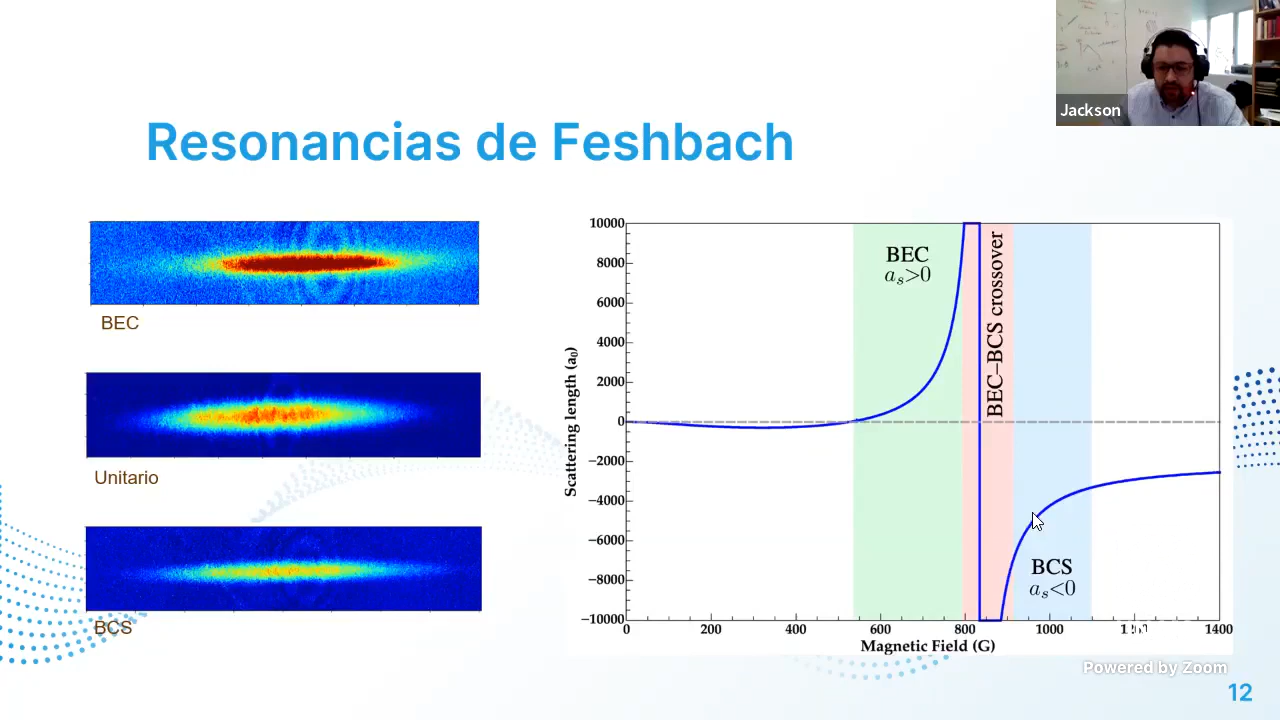 Jackson
Resonancias de Feshbach
BEC
Unitario
BCS
Scattering length (a₀)
10000
8000
6000
4000
2000
0
−2000
−4000
−6000
−8000
−10000
BEC
aₛ>0
BEC–BCS crossover
BCS
aₛ<0
0 200 400 600 800 1000 1400
Magnetic Field (G)
Powered by Zoom
12